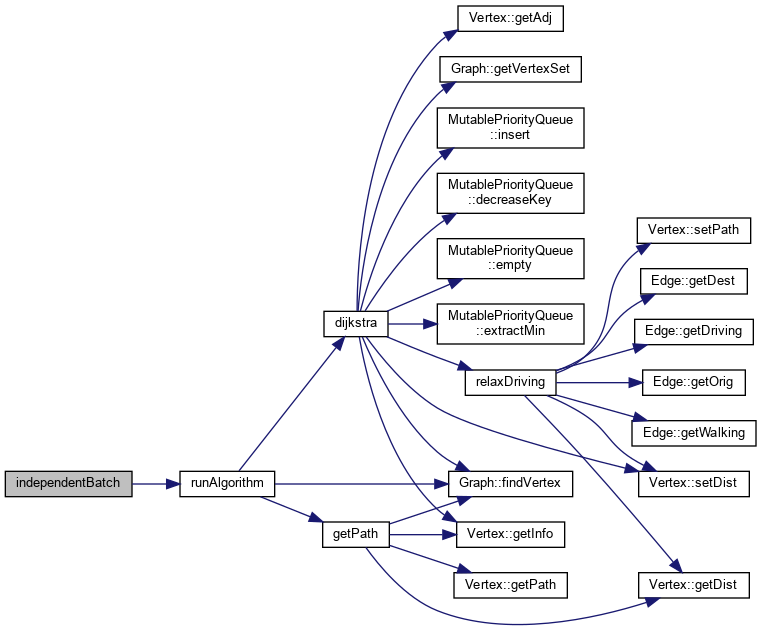 Vertex::getAdj
Graph::getVertexSet
MutablePriorityQueue
::insert
MutablePriorityQueue
::decreaseKey
MutablePriorityQueue
::empty
MutablePriorityQueue
::extractMin
dijkstra
relaxDriving
Vertex::setPath
Edge::getDest
Edge::getDriving
Edge::getOrig
Edge::getWalking
independentBatch
runAlgorithm
Graph::findVertex
Vertex::setDist
getPath
Vertex::getInfo
Vertex::getPath
Vertex::getDist